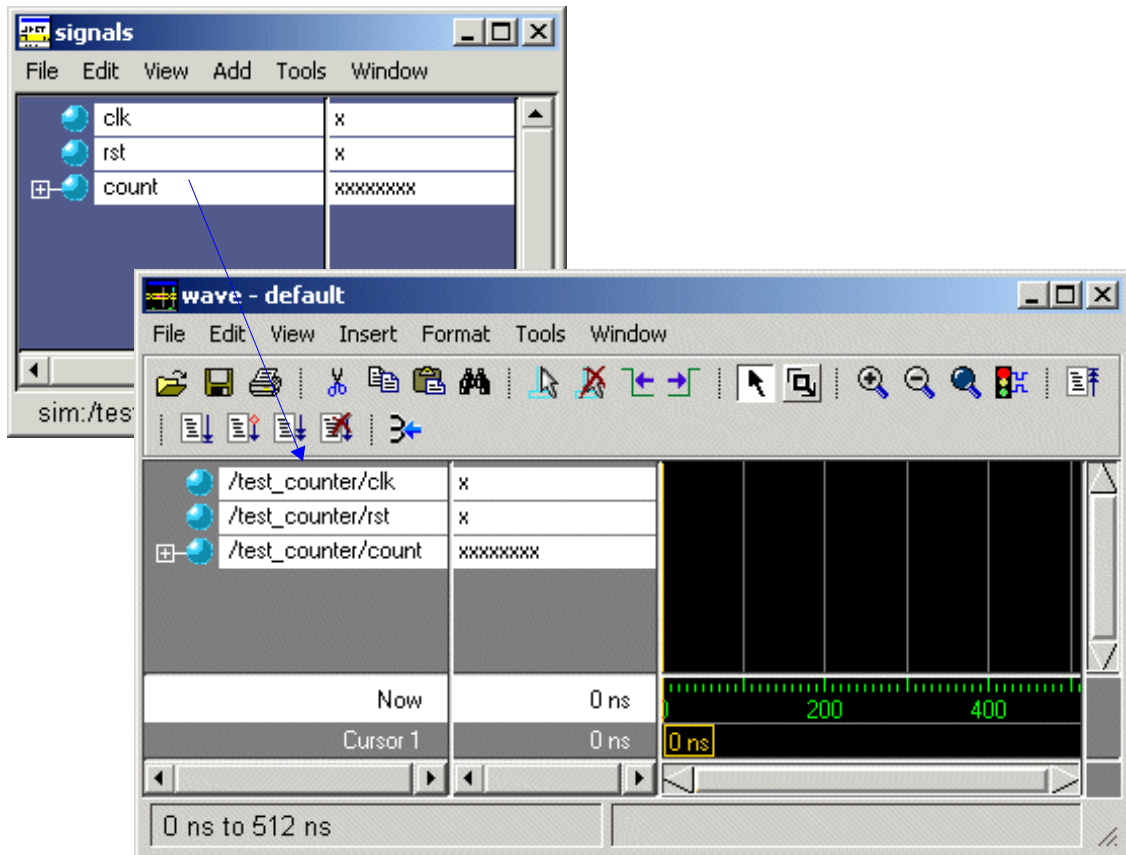 signals
File Edit View Add Tools Window
clk x
rst x
count xxxxxxxx
sim:/tes
wave - default
File Edit View Insert Format Tools Window
/test_counter/clk x
/test_counter/rst x
/test_counter/count xxxxxxxx
Now 0 ns 200 400
Cursor 1 0 ns 0 ns
0 ns to 512 ns